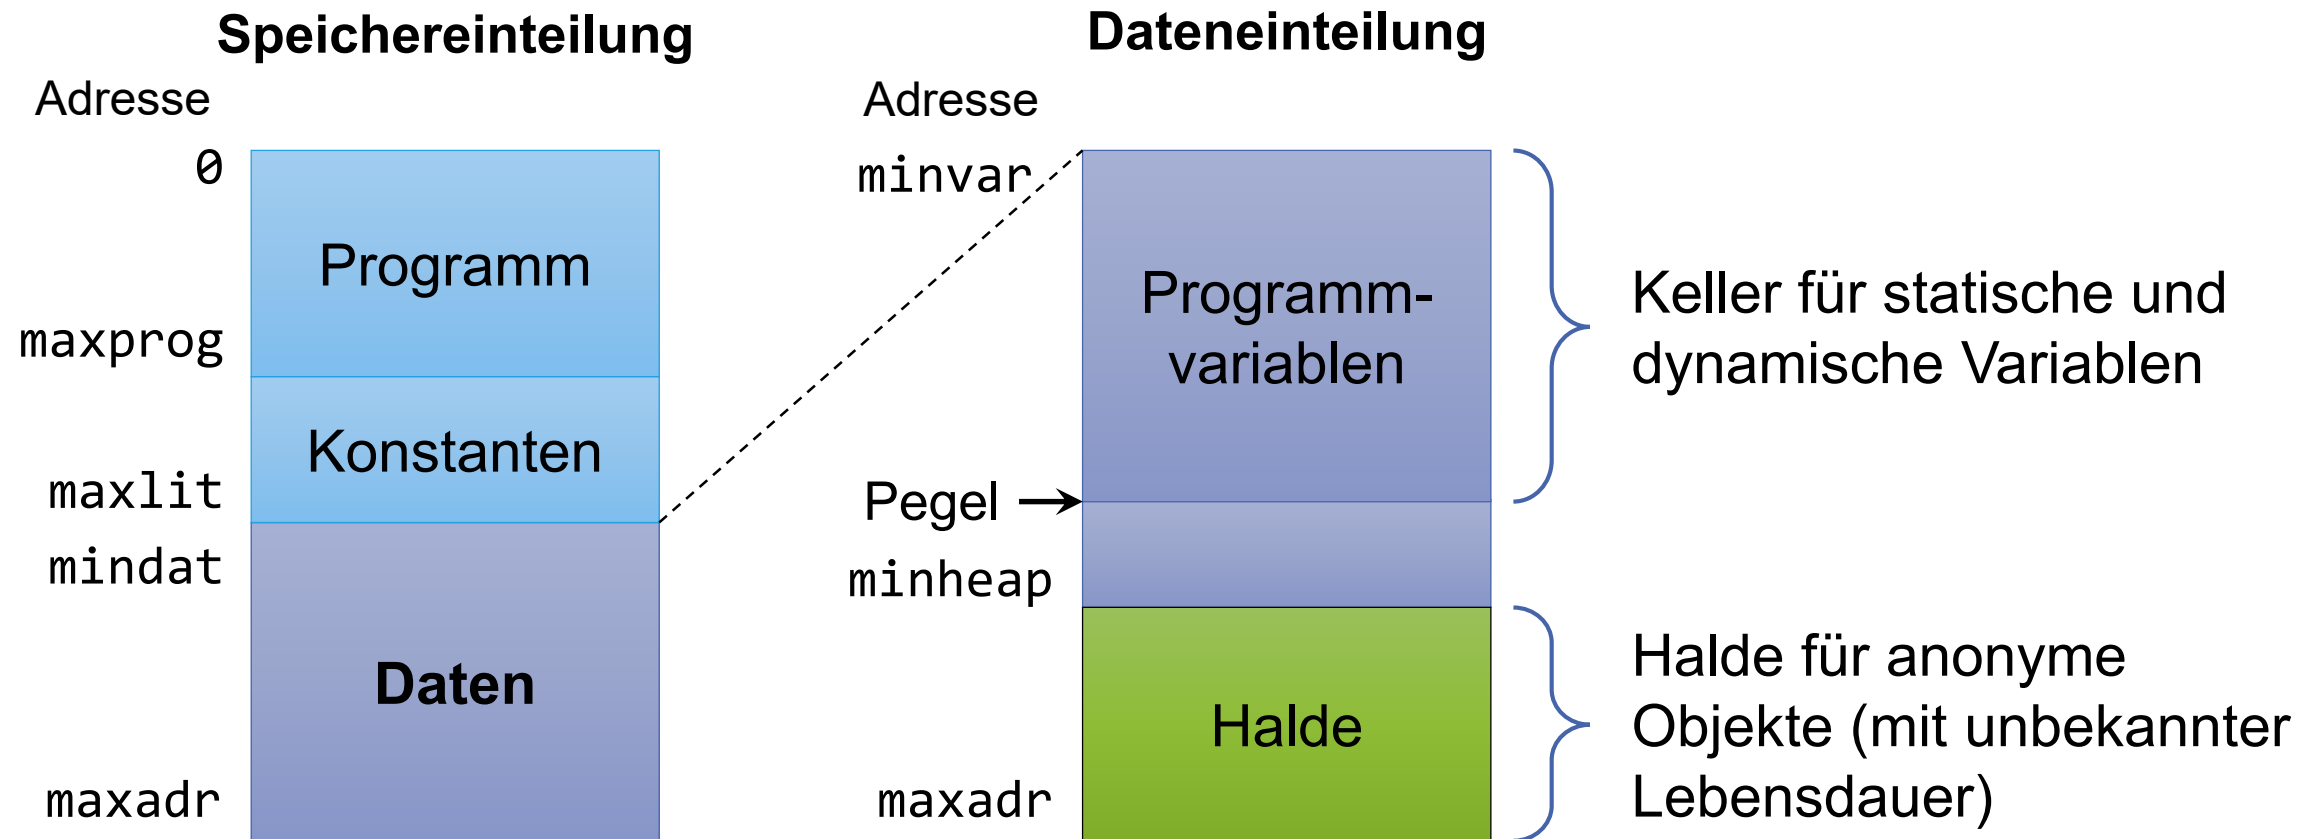 Speichereinteilung
Adresse
0
Programm
maxprog
Konstanten
maxlit
mindat
Daten
maxadr
Dateneinteilung
Adresse
minvar
Programm-
variablen
Pegel
minheap
Halde
maxadr
Keller für statische und
dynamische Variablen
Halde für anonyme
Objekte (mit unbekannter
Lebensdauer)